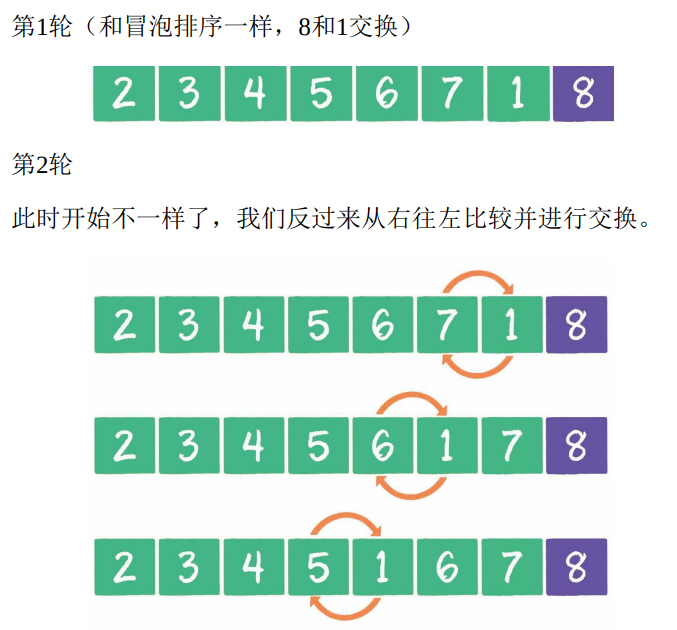 第1轮（和冒泡排序一样，8和1交换）
2 3 4 5 6 7 1 8
第2轮
此时开始不一样了，我们反过来从右往左比较并进行交换。
2 3 4 5 6 7 1 8
2 3 4 5 6 1 7 8
2 3 4 5 1 6 7 8